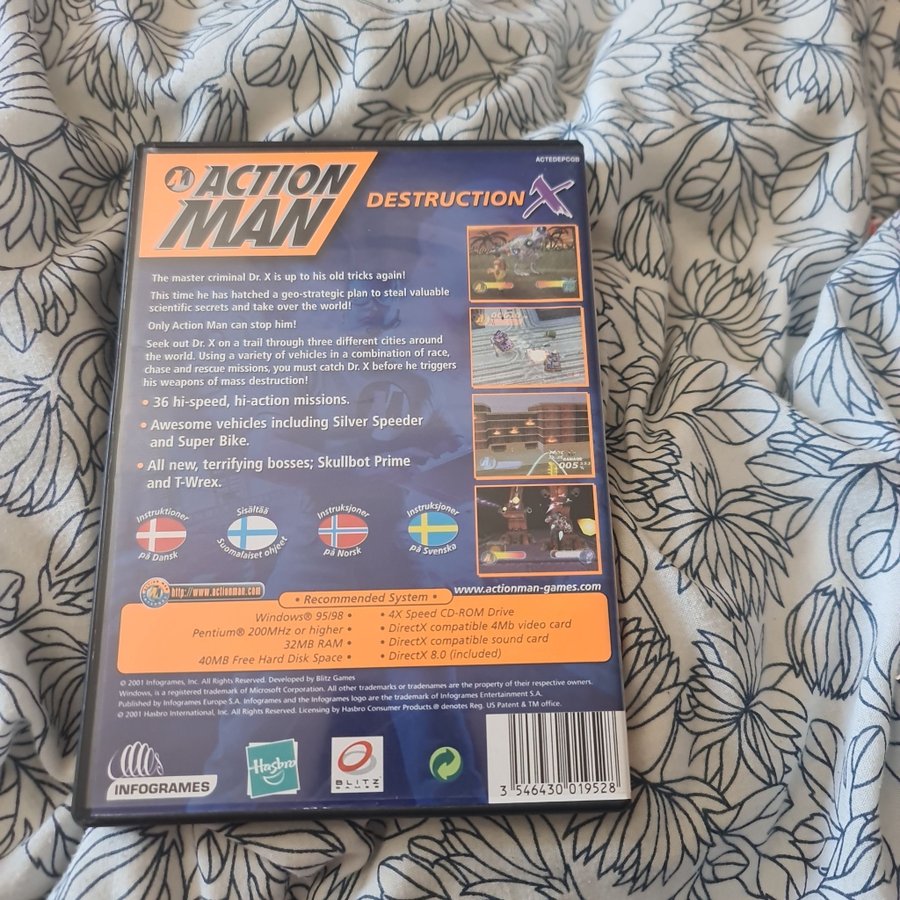 ACTEDEPCGB
ACTION
MAN
DESTRUCTION X
The master criminal Dr. X is up to his old tricks again!
This time he has hatched a geo-strategic plan to steal valuable
scientific secrets and take over the world!
Only Action Man can stop him!
Seek out Dr. X on a trail through three different cities around
the world. Using a variety of vehicles in a combination of race,
chase and rescue missions, you must catch Dr. X before he triggers
his weapons of mass destruction!
• 36 hi-speed, hi-action missions.
• Awesome vehicles including Silver Speeder
and Super Bike.
• All new, terrifying bosses; Skullbot Prime
and T-Wrex.
005
Instruktioner
på Dansk
Sisältää
Suomalaiset ohjeet
Instruksjoner
på Norsk
Instruksjoner
på Svenska
http://www.actionman.com
www.actionman-games.com
• Recommended System •
Windows® 95/98 •
Pentium® 200MHz or higher •
32MB RAM •
40MB Free Hard Disk Space •
• 4X Speed CD-ROM Drive
• DirectX compatible 4Mb video card
• DirectX compatible sound card
• DirectX 8.0 (included)
© 2001 Infogrames, Inc. All Rights Reserved. Developed by Blitz Games
Windows, is a registered trademark of Microsoft Corporation. All other trademarks or tradenames are the property of their respective owners.
Published by Infogrames Europe S.A. Infogrames and the Infogrames logo are the trademark of Infogrames Entertainment S.A.
© 2001 Hasbro International, Inc. All Rights Reserved. Licensing by Hasbro Consumer Products.® denotes Reg. US Patent & TM office.
INFOGRAMES
Hasbro
BLITZ
GAMES
3 546430 019528